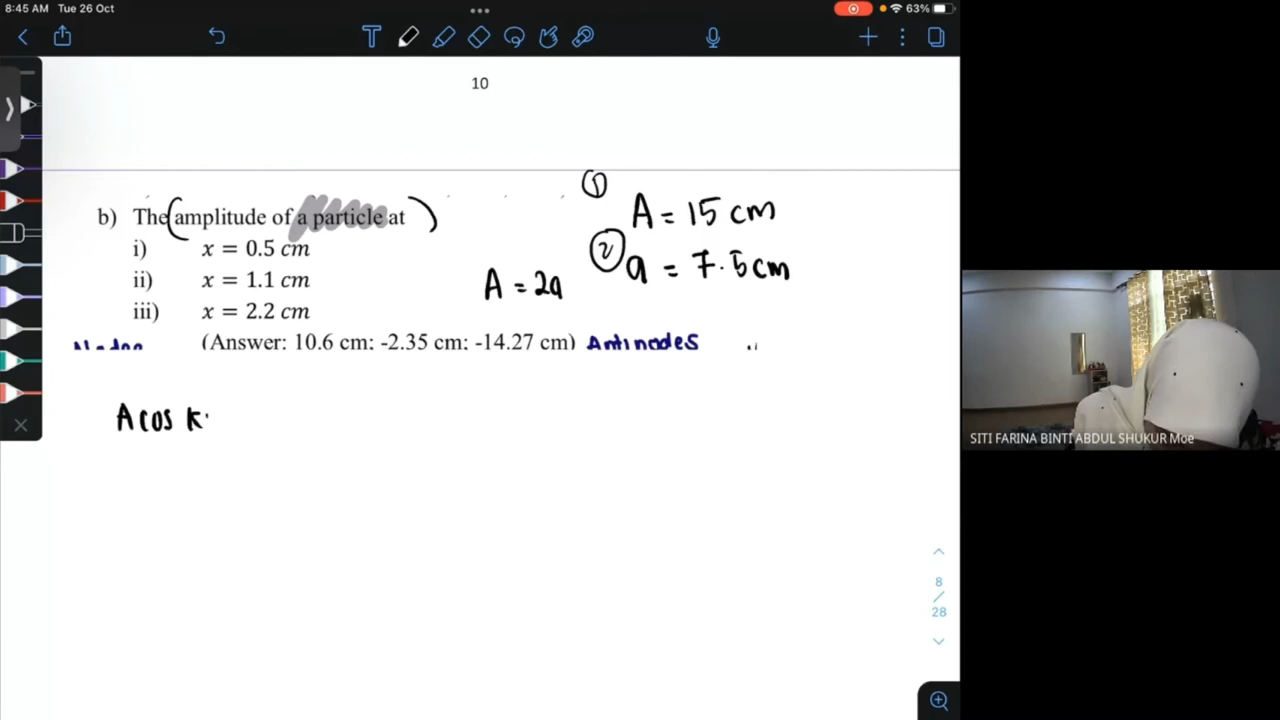 8:45 AM Tue 26 Oct
63%
10
b) The amplitude of a particle at
i) x = 0.5 cm
ii) x = 1.1 cm
iii) x = 2.2 cm
(Answer: 10.6 cm: -2.35 cm: -14.27 cm) Antinodes
① A = 15 cm
② a = 7.5 cm
A = 2a
A cos k
8
/
28
SITI FARINA BINTI ABDUL SHUKUR Moe